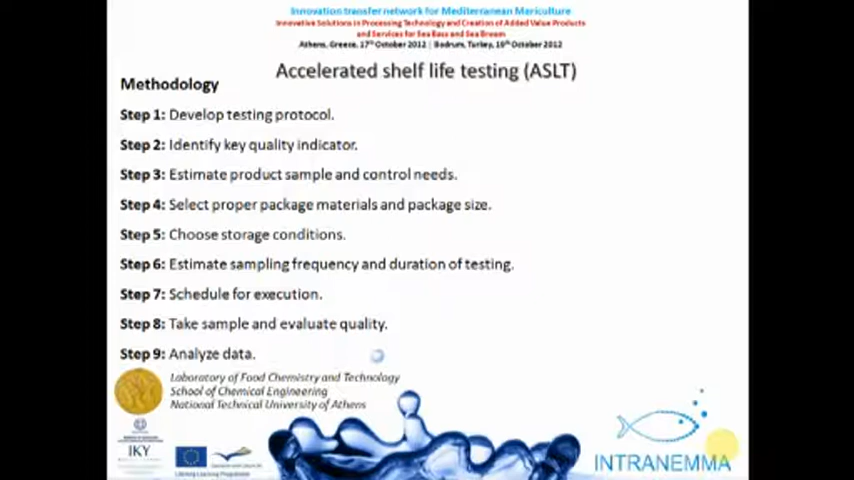 Innovation transfer network for Mediterranean Mariculture
Innovative Solutions in Processing Technology and Creation of Added Value Products
and Services for Sea Bass and Sea Bream
Athens, Greece, 17th October 2012 | Bodrum, Turkey, 19th October 2012
Accelerated shelf life testing (ASLT)
Methodology
Step 1: Develop testing protocol.
Step 2: Identify key quality indicator.
Step 3: Estimate product sample and control needs.
Step 4: Select proper package materials and package size.
Step 5: Choose storage conditions.
Step 6: Estimate sampling frequency and duration of testing.
Step 7: Schedule for execution.
Step 8: Take sample and evaluate quality.
Step 9: Analyze data.
Laboratory of Food Chemistry and Technology
School of Chemical Engineering
National Technical University of Athens
IKY
Lifelong Learning Programme
INTRANEMMA